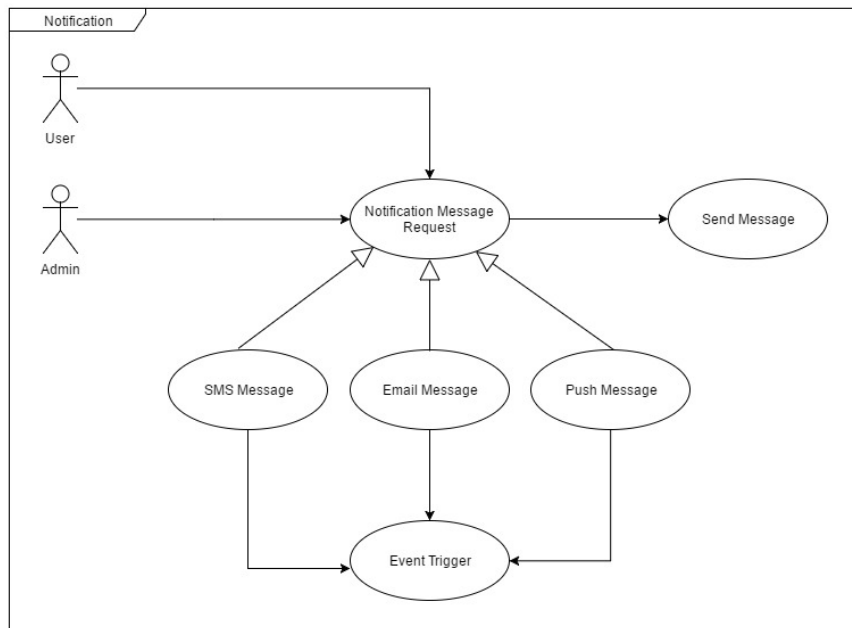 Notification
User
Notification Message
Request
Send Message
Admin
SMS Message
Email Message
Push Message
Event Trigger